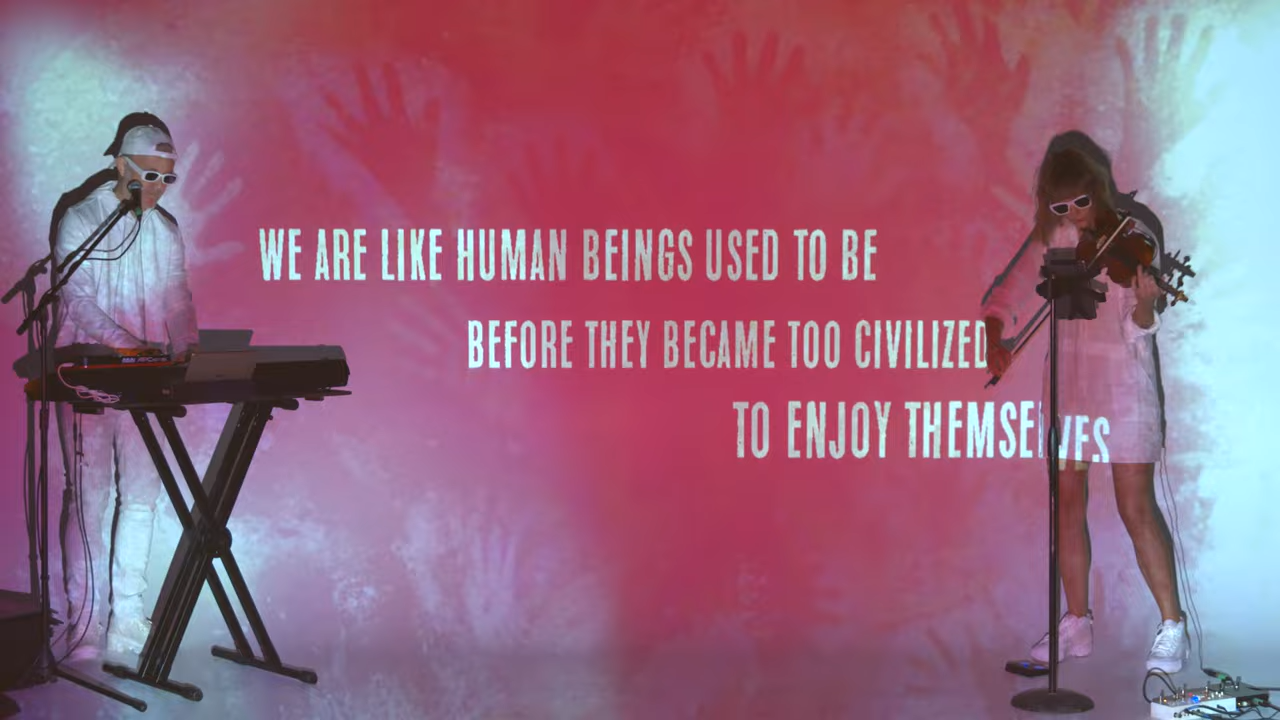 WE ARE LIKE HUMAN BEINGS USED TO BE
BEFORE THEY BECAME TOO CIVILIZED
TO ENJOY THEMSELVES